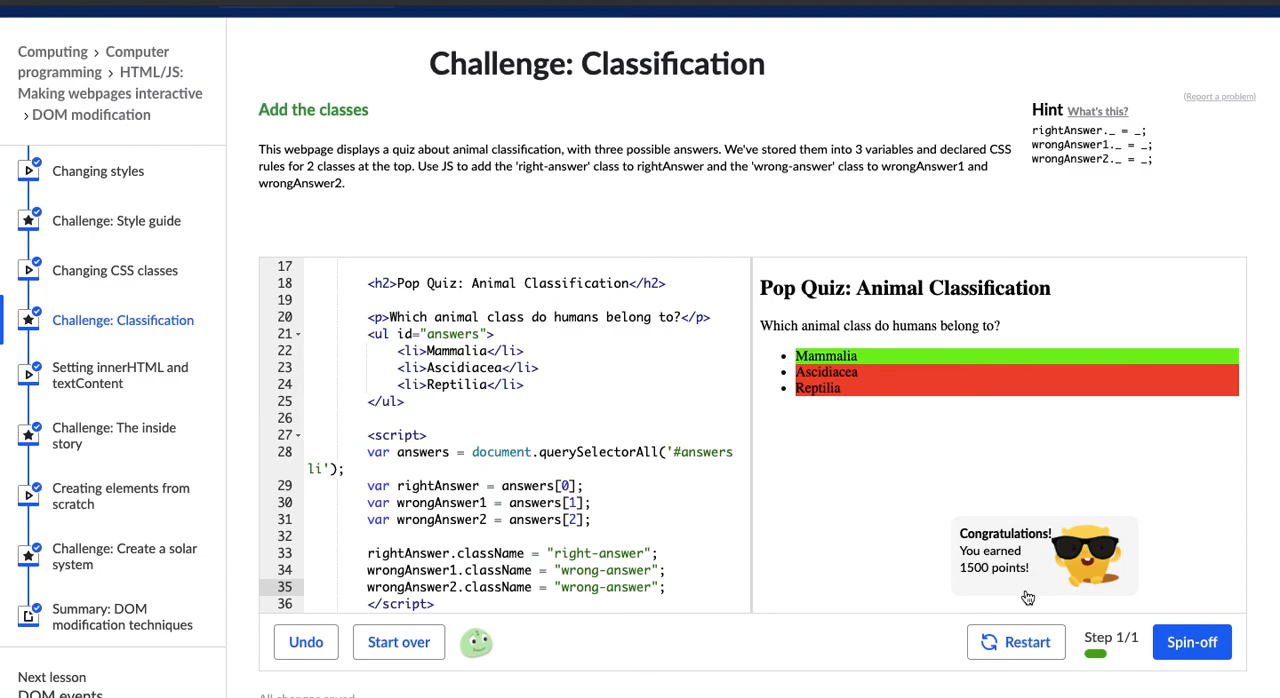 Computing › Computer
programming › HTML/JS:
Making webpages interactive
› DOM modification
Changing styles
Challenge: Style guide
Changing CSS classes
Challenge: Classification
Setting innerHTML and
textContent
Challenge: The inside
story
Creating elements from
scratch
Challenge: Create a solar
system
Summary: DOM
modification techniques
Next lesson
DOM events
Challenge: Classification
(Report a problem)
Add the classes
This webpage displays a quiz about animal classification, with three possible answers. We've stored them into 3 variables and declared CSS
rules for 2 classes at the top. Use JS to add the 'right-answer' class to rightAnswer and the 'wrong-answer' class to wrongAnswer1 and
wrongAnswer2.
Hint What's this?
rightAnswer._ = _;
wrongAnswer1._ = _;
wrongAnswer2._ = _;
17
18 <h2>Pop Quiz: Animal Classification</h2>
19
20 <p>Which animal class do humans belong to?</p>
21 <ul id="answers">
22 <li>Mammalia</li>
23 <li>Ascidiacea</li>
24 <li>Reptilia</li>
25 </ul>
26
27 <script>
28 var answers = document.querySelectorAll('#answers
li');
29 var rightAnswer = answers[0];
30 var wrongAnswer1 = answers[1];
31 var wrongAnswer2 = answers[2];
32
33 rightAnswer.className = "right-answer";
34 wrongAnswer1.className = "wrong-answer";
35 wrongAnswer2.className = "wrong-answer";
36 </script>
Pop Quiz: Animal Classification
Which animal class do humans belong to?
• Mammalia
• Ascidiacea
• Reptilia
Congratulations!
You earned
1500 points!
Undo
Start over
Restart
Step 1/1
Spin-off
All changes saved